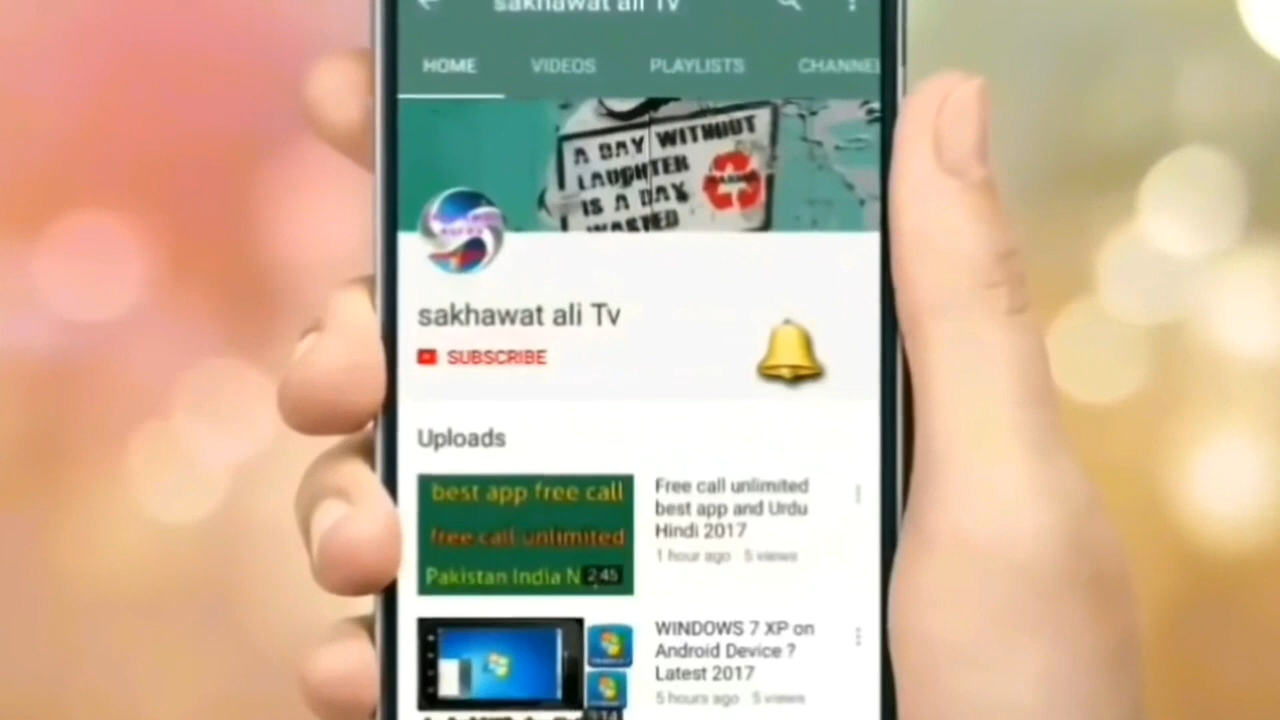 sakhawat ali Tv
HOME VIDEOS PLAYLISTS CHANNEL
A DAY WITHOUT
LAUGHTER
IS A DAY
WASTED
sakhawat ali Tv
SUBSCRIBE
Uploads
best app free call
free call unlimited
Pakistan India N
2:45
Free call unlimited
best app and Urdu
Hindi 2017
1 hour ago 5 views
WINDOWS 7 XP on
Android Device ?
Latest 2017
5 hours ago 5 views